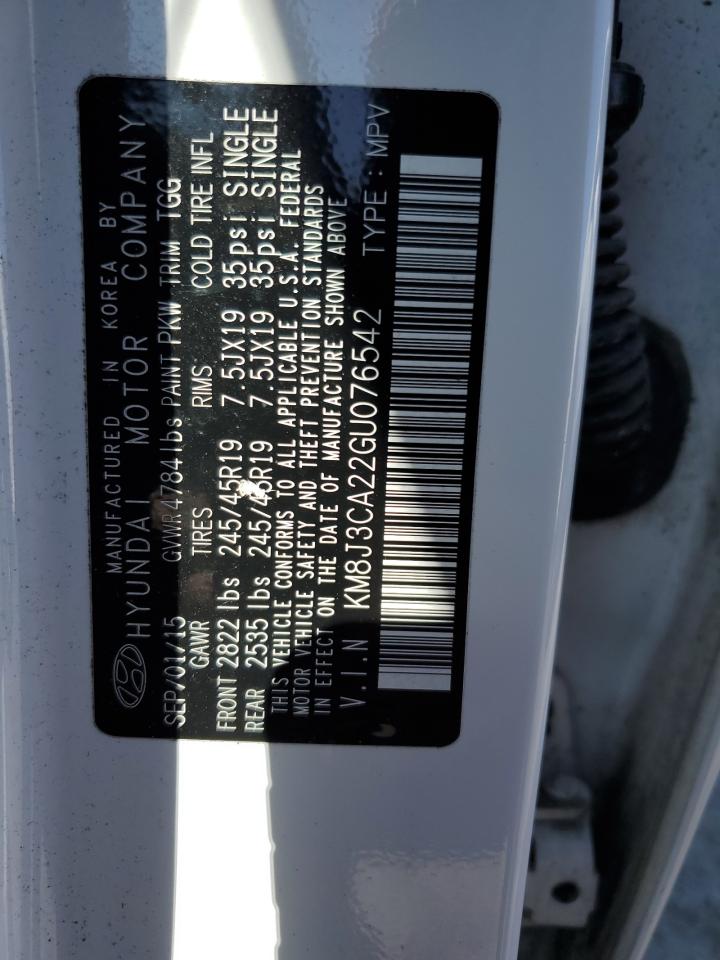 MANUFACTURED IN KOREA BY
HYUNDAI MOTOR COMPANY
SEP/01/15 GVWR 4784 lbs PAINT PKW TRIM TGG
GAWR TIRES RIMS COLD TIRE INFL
FRONT 2822 lbs 245/45R19 7.5JX19 35psi SINGLE
REAR 2535 lbs 245/45R19 7.5JX19 35psi SINGLE
THIS VEHICLE CONFORMS TO ALL APPLICABLE U.S.A. FEDERAL
MOTOR VEHICLE SAFETY AND THEFT PREVENTION STANDARDS
IN EFFECT ON THE DATE OF MANUFACTURE SHOWN ABOVE
V.I.N KM8J3CA22GU076542 TYPE : MPV